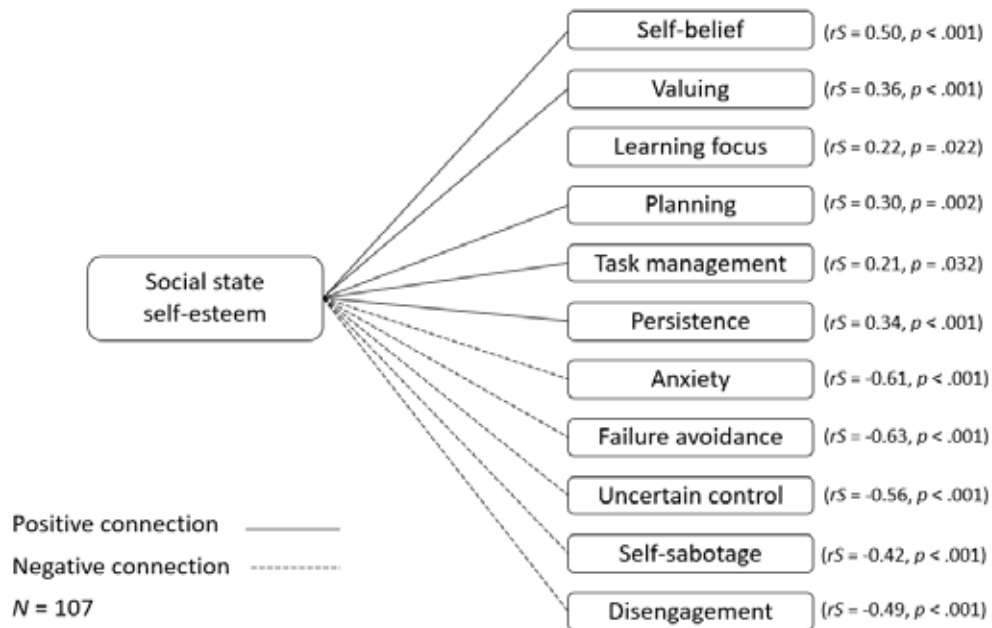 Self-belief (rS = 0.50, p < .001)
Valuing (rS = 0.36, p < .001)
Learning focus (rS = 0.22, p = .022)
Planning (rS = 0.30, p = .002)
Social state
self-esteem
Task management (rS = 0.21, p = .032)
Persistence (rS = 0.34, p < .001)
Anxiety (rS = -0.61, p < .001)
Failure avoidance (rS = -0.63, p < .001)
Uncertain control (rS = -0.56, p < .001)
Self-sabotage (rS = -0.42, p < .001)
Disengagement (rS = -0.49, p < .001)
Positive connection
Negative connection
N = 107